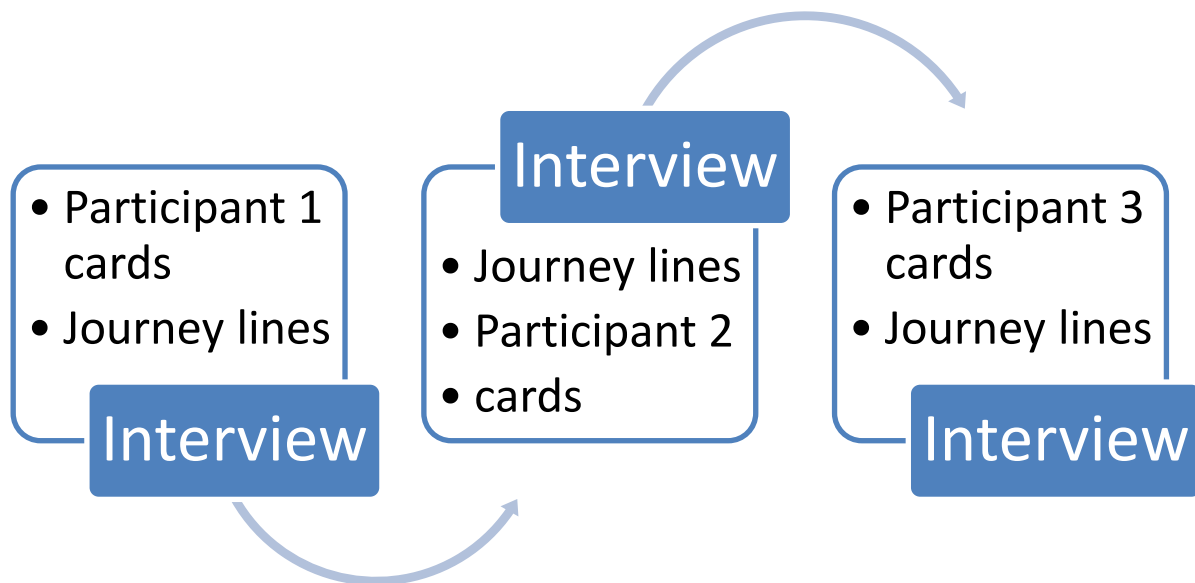 • Participant 1
cards
• Journey lines
Interview
Interview
• Journey lines
• Participant 2
• cards
• Participant 3
cards
• Journey lines
Interview